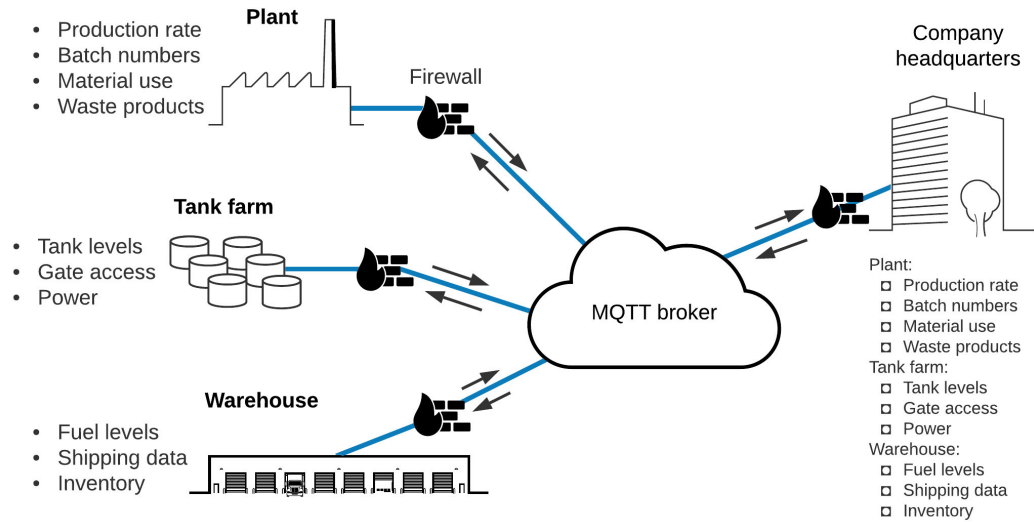 Plant
• Production rate
• Batch numbers
• Material use
• Waste products
Firewall
Company
headquarters
Tank farm
• Tank levels
• Gate access
• Power
MQTT broker
Warehouse
• Fuel levels
• Shipping data
• Inventory
Plant:
◘ Production rate
◘ Batch numbers
◘ Material use
◘ Waste products
Tank farm:
◘ Tank levels
◘ Gate access
◘ Power
Warehouse:
◘ Fuel levels
◘ Shipping data
◘ Inventory